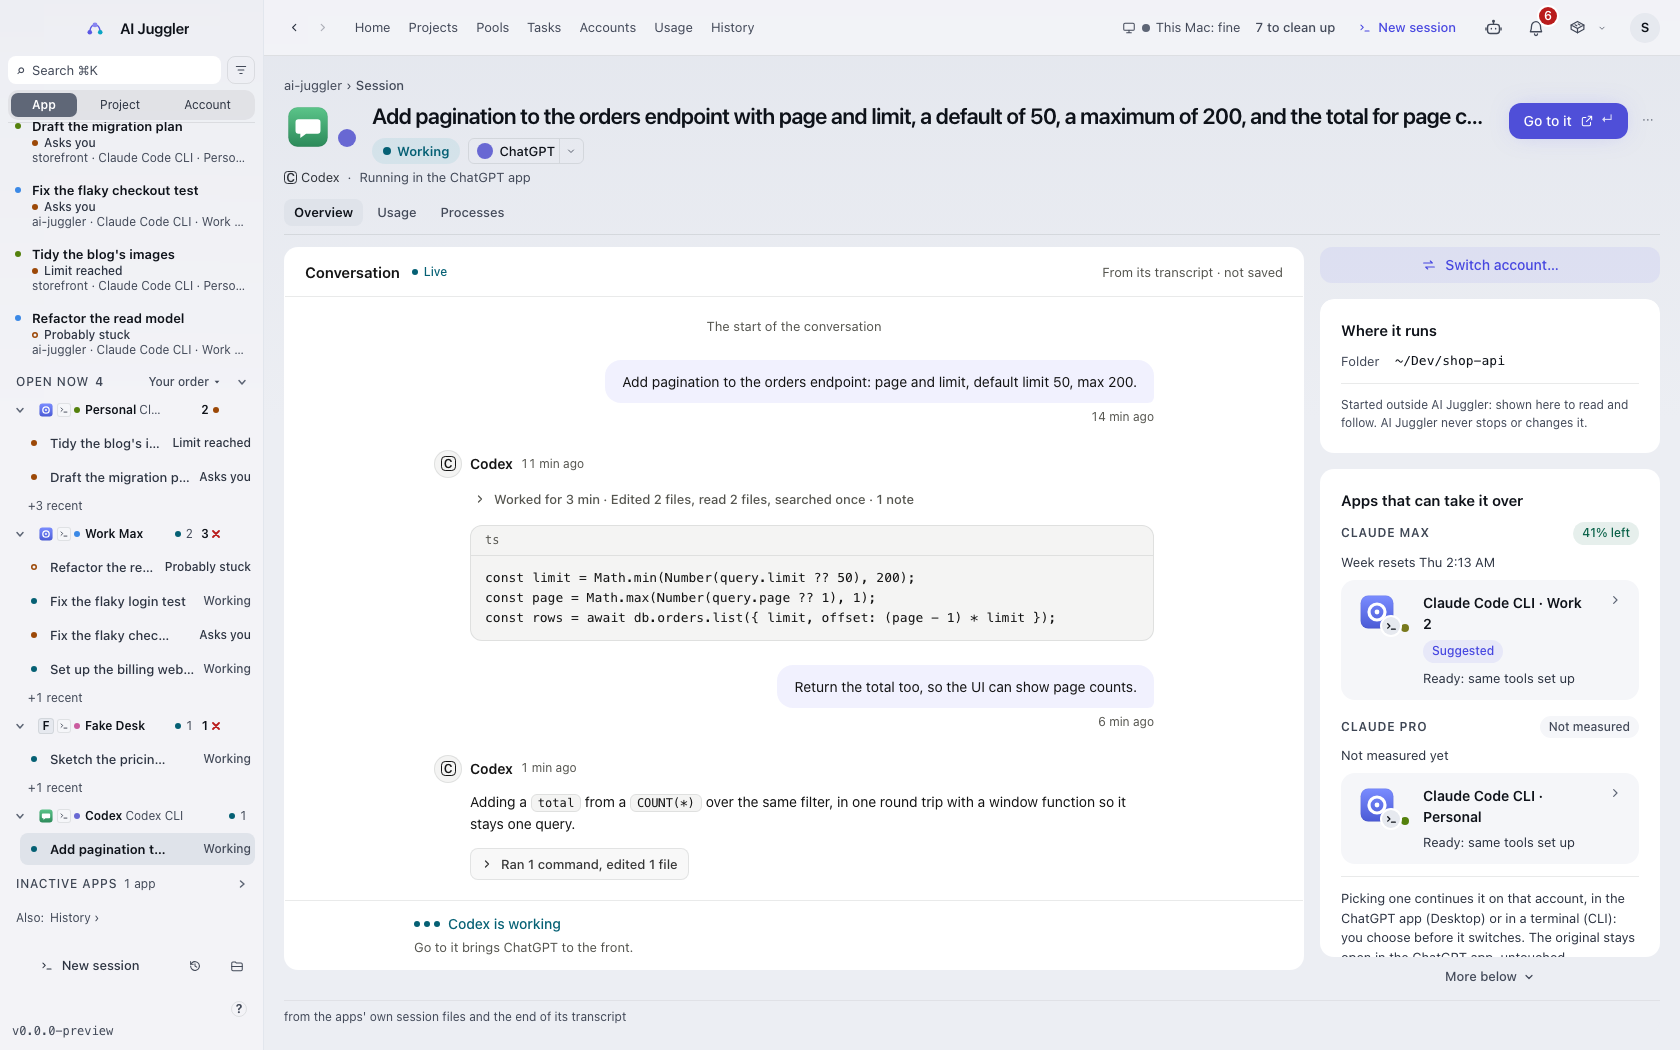 AI Juggler
Search ⌘K
App Project Account
Draft the migration plan
Asks you
storefront · Claude Code CLI · Perso...
Fix the flaky checkout test
Asks you
ai-juggler · Claude Code CLI · Work ...
Tidy the blog's images
Limit reached
storefront · Claude Code CLI · Perso...
Refactor the read model
Probably stuck
ai-juggler · Claude Code CLI · Work ...
OPEN NOW 4 Your order
Personal Cl... 2
Tidy the blog's i... Limit reached
Draft the migration p... Asks you
+3 recent
Work Max 2 3
Refactor the re... Probably stuck
Fix the flaky login test Working
Fix the flaky chec... Asks you
Set up the billing web... Working
+1 recent
F Fake Desk 1 1
Sketch the pricin... Working
+1 recent
Codex Codex CLI 1
Add pagination t... Working
INACTIVE APPS 1 app
Also: History ›
New session
?
v0.0.0-preview
Home Projects Pools Tasks Accounts Usage History
This Mac: fine 7 to clean up New session 6 S
ai-juggler › Session
Add pagination to the orders endpoint with page and limit, a default of 50, a maximum of 200, and the total for page c...
Go to it
Working ChatGPT
C Codex · Running in the ChatGPT app
Overview Usage Processes
Conversation Live From its transcript · not saved
The start of the conversation
Add pagination to the orders endpoint: page and limit, default limit 50, max 200.
14 min ago
C Codex 11 min ago
Worked for 3 min · Edited 2 files, read 2 files, searched once · 1 note
ts
const limit = Math.min(Number(query.limit ?? 50), 200);
const page = Math.max(Number(query.page ?? 1), 1);
const rows = await db.orders.list({ limit, offset: (page - 1) * limit });
Return the total too, so the UI can show page counts.
6 min ago
C Codex 1 min ago
Adding a total from a COUNT(*) over the same filter, in one round trip with a window function so it
stays one query.
Ran 1 command, edited 1 file
Codex is working
Go to it brings ChatGPT to the front.
Switch account...
Where it runs
Folder ~/Dev/shop-api
Started outside AI Juggler: shown here to read and
follow. AI Juggler never stops or changes it.
Apps that can take it over
CLAUDE MAX 41% left
Week resets Thu 2:13 AM
Claude Code CLI · Work
2
Suggested
Ready: same tools set up
CLAUDE PRO Not measured
Not measured yet
Claude Code CLI ·
Personal
Ready: same tools set up
Picking one continues it on that account, in the
ChatGPT app (Desktop) or in a terminal (CLI):
you choose before it switches. The original stays
open in the ChatGPT app, untouched.
More below
from the apps' own session files and the end of its transcript